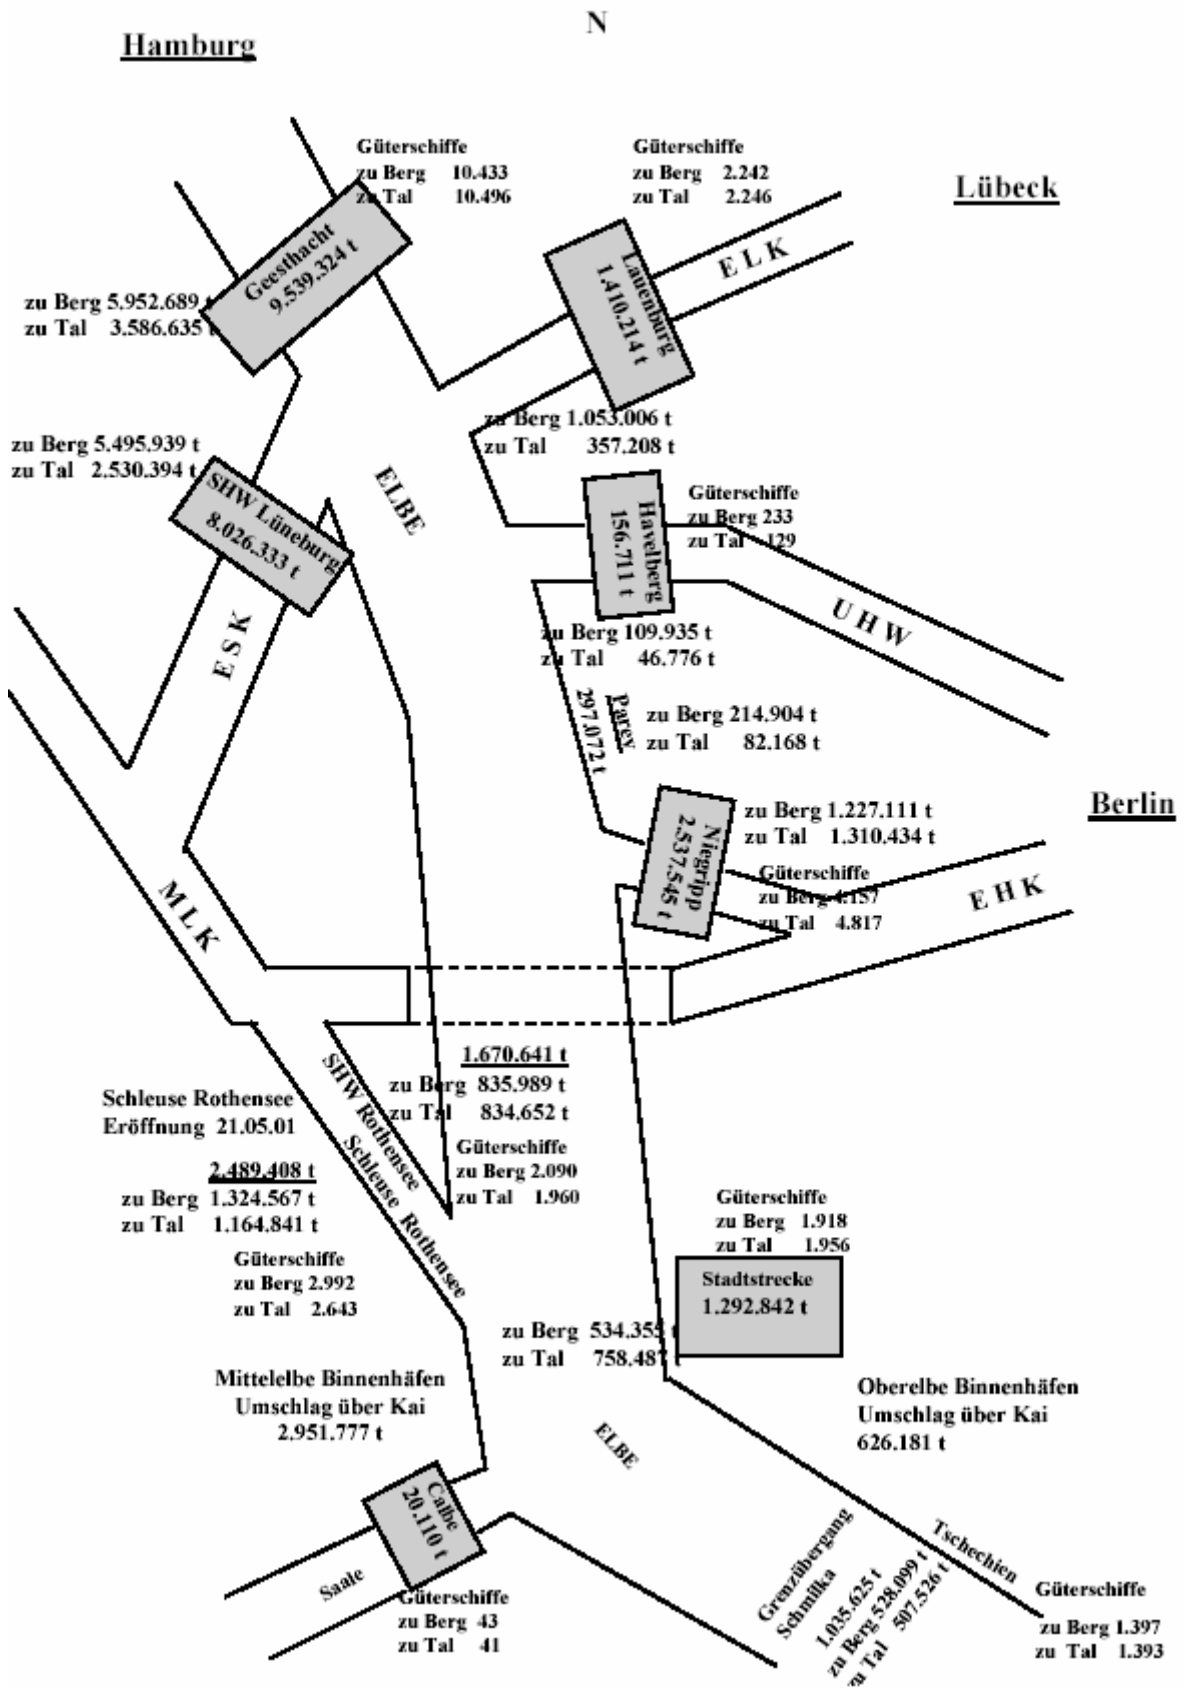 N
Hamburg
Güterschiffe
zu Berg 10.433
zu Tal 10.496
Güterschiffe
zu Berg 2.242
zu Tal 2.246
Lübeck
Geesthacht
9.539.324 t
Lauenburg
1.410.214 t
ELK
zu Berg 5.952.689 t
zu Tal 3.586.635 t
zu Berg 1.053.006 t
zu Tal 357.208 t
zu Berg 5.495.939 t
zu Tal 2.530.394 t
SHW Lüneburg
8.026.333 t
ELBE
Havelberg
156.711 t
Güterschiffe
zu Berg 233
zu Tal 129
UHW
ESK
zu Berg 109.935 t
zu Tal 46.776 t
Parey
297.072 t
zu Berg 214.904 t
zu Tal 82.168 t
Berlin
Niegripp
2.537.545 t
zu Berg 1.227.111 t
zu Tal 1.310.434 t
Güterschiffe
zu Berg 4.157
zu Tal 4.817
EHK
MLK
SHW Rothensee
Schleuse Rothensee
1.670.641 t
zu Berg 835.989 t
zu Tal 834.652 t
Güterschiffe
zu Berg 2.090
zu Tal 1.960
Schleuse Rothensee
Eröffnung 21.05.01
2.489.408 t
zu Berg 1.324.567 t
zu Tal 1.164.841 t
Güterschiffe
zu Berg 2.992
zu Tal 2.643
Güterschiffe
zu Berg 1.918
zu Tal 1.956
Stadtstrecke
1.292.842 t
zu Berg 534.355 t
zu Tal 758.487 t
Mittelelbe Binnenhäfen
Umschlag über Kai
2.951.777 t
Oberelbe Binnenhäfen
Umschlag über Kai
626.181 t
ELBE
Calbe
20.110 t
Saale
Güterschiffe
zu Berg 43
zu Tal 41
Grenzübergang
Schmilka
1.035.625 t
zu Berg 528.099 t
zu Tal 507.526 t
Tschechien
Güterschiffe
zu Berg 1.397
zu Tal 1.393